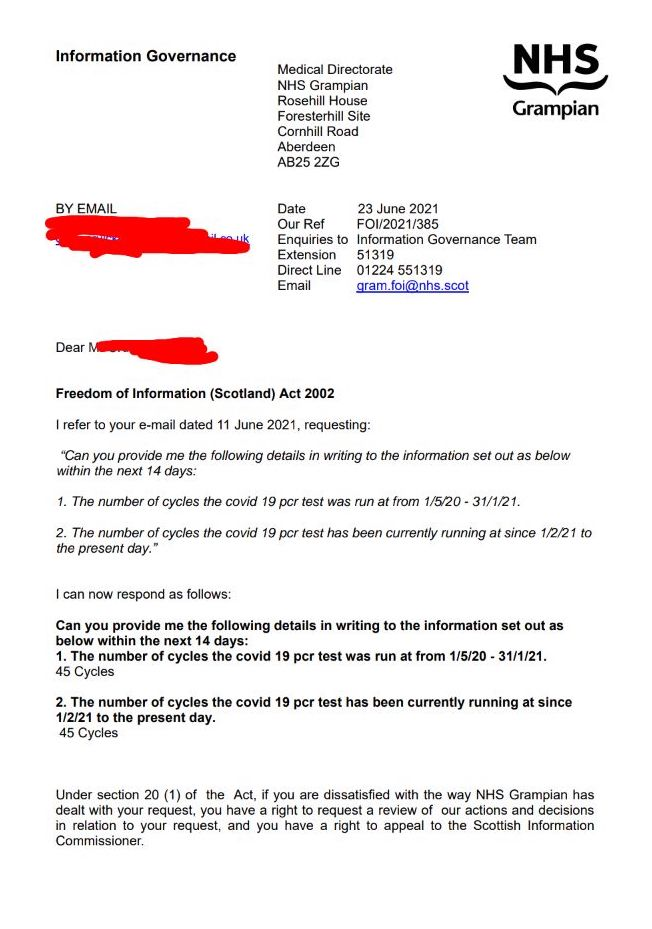 Information Governance
NHS
Grampian
Medical Directorate
NHS Grampian
Rosehill House
Foresterhill Site
Cornhill Road
Aberdeen
AB25 2ZG
BY EMAIL
Date 23 June 2021
Our Ref FOI/2021/385
Enquiries to Information Governance Team
Extension 51319
Direct Line 01224 551319
Email gram.foi@nhs.scot
Dear
Freedom of Information (Scotland) Act 2002
I refer to your e-mail dated 11 June 2021, requesting:
“Can you provide me the following details in writing to the information set out as below
within the next 14 days:
1. The number of cycles the covid 19 pcr test was run at from 1/5/20 - 31/1/21.
2. The number of cycles the covid 19 pcr test has been currently running at since 1/2/21 to
the present day.”
I can now respond as follows:
Can you provide me the following details in writing to the information set out as
below within the next 14 days:
1. The number of cycles the covid 19 pcr test was run at from 1/5/20 - 31/1/21.
45 Cycles
2. The number of cycles the covid 19 pcr test has been currently running at since
1/2/21 to the present day.
45 Cycles
Under section 20 (1) of the Act, if you are dissatisfied with the way NHS Grampian has
dealt with your request, you have a right to request a review of our actions and decisions
in relation to your request, and you have a right to appeal to the Scottish Information
Commissioner.